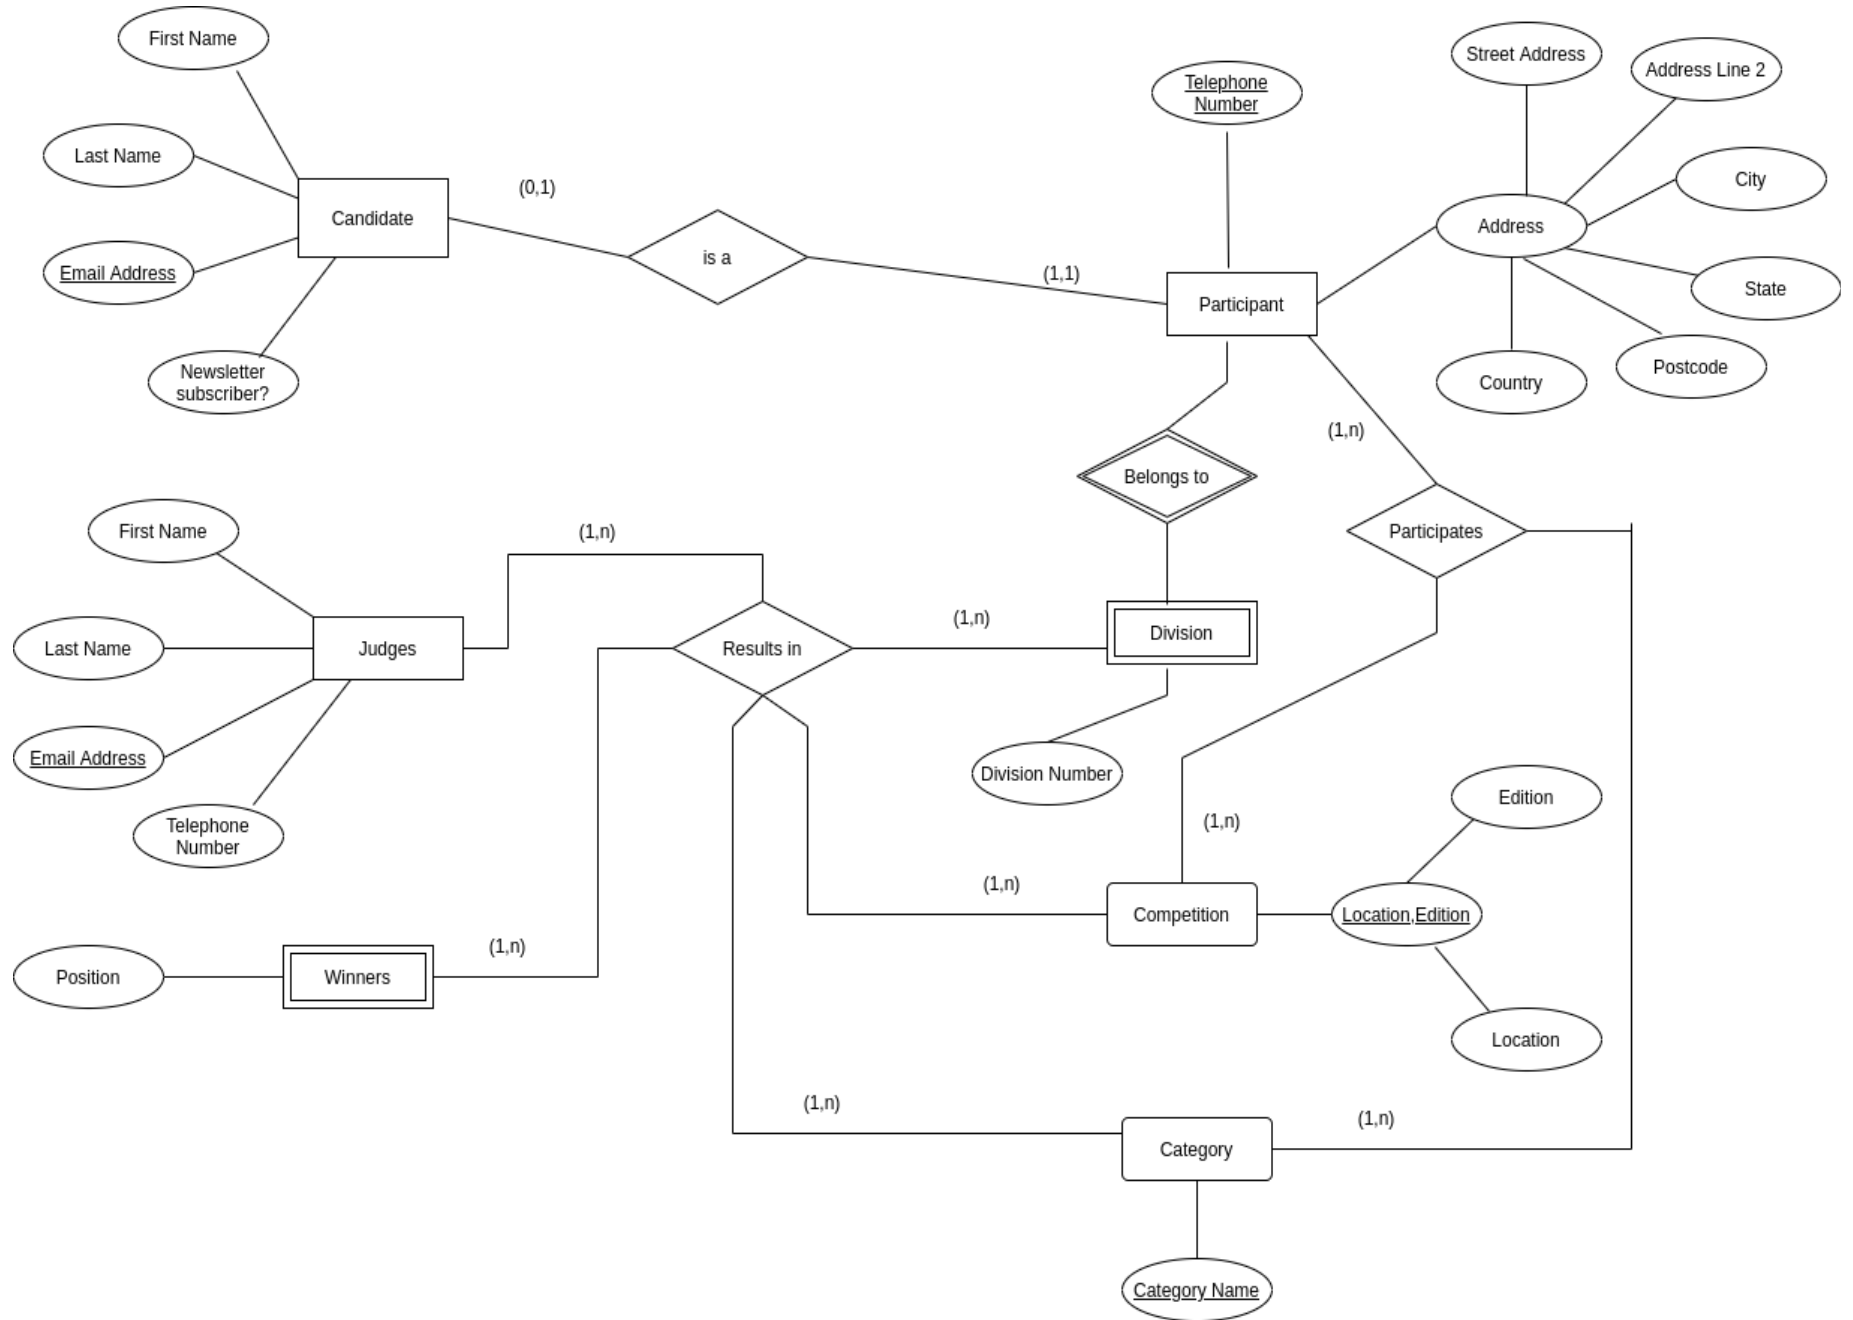 First Name
Street Address
Address Line 2
Telephone
Number
Last Name
City
(0,1)
Candidate
Address
is a
Email Address
(1,1)
State
Participant
Newsletter
subscriber?
Country
Postcode
(1,n)
Belongs to
First Name
(1,n)
Participates
(1,n)
Division
Last Name
Judges
Results in
Email Address
Division Number
Edition
Telephone
Number
(1,n)
(1,n)
Competition
Location,Edition
(1,n)
Position
Winners
Location
(1,n)
(1,n)
Category
Category Name